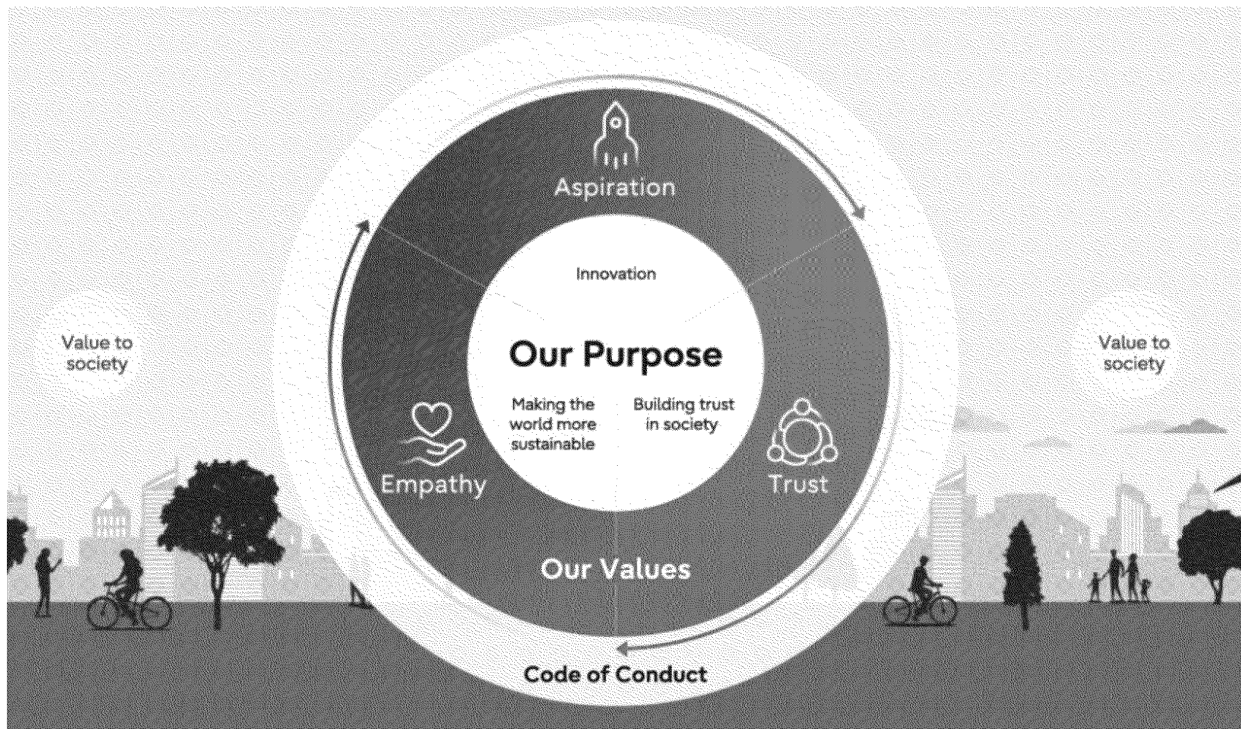 Aspiration
Innovation
Value to
society
Our Purpose
Value to
society
Making the
world more
sustainable
Building trust
in society
Empathy
Trust
Our Values
Code of Conduct